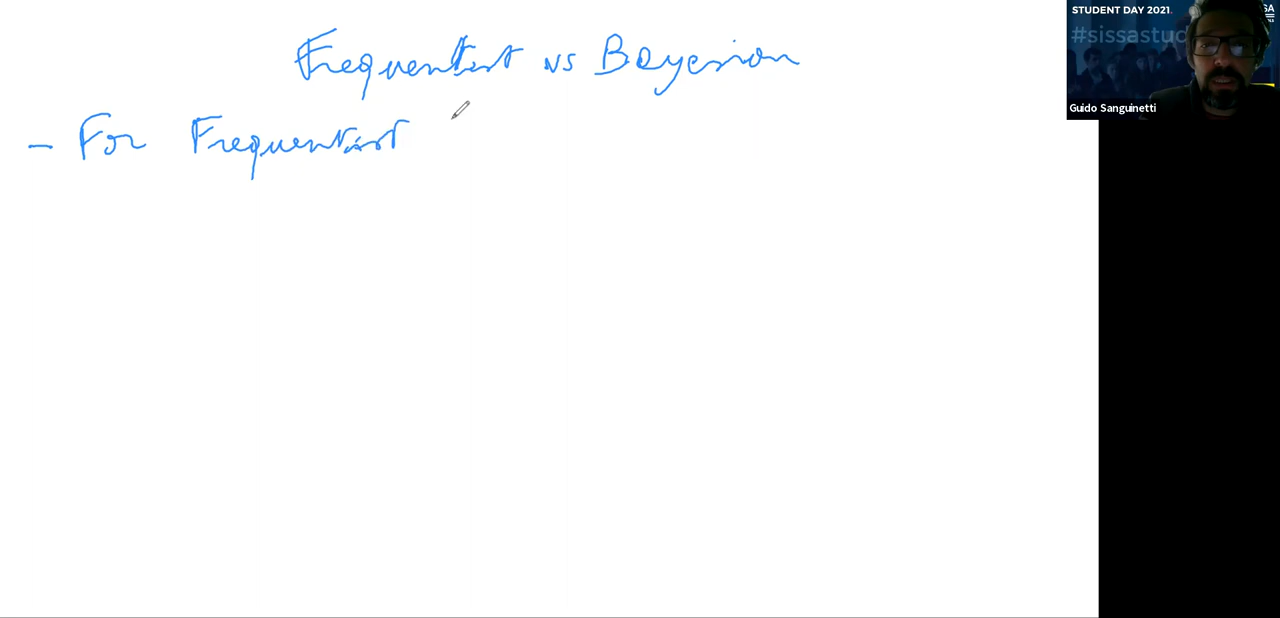 Frequentist vs Bayesian
- For Frequentist
STUDENT DAY 2021.
#sissastud
Guido Sanguinetti